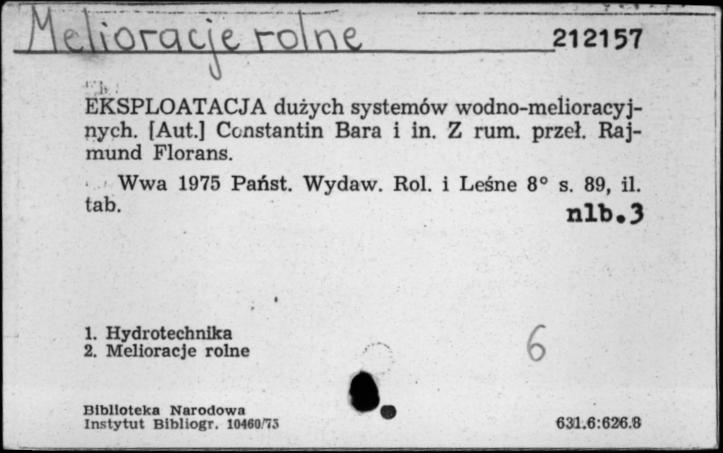 Melioracje rolne 212157
EKSPLOATACJA dużych systemów wodno-melioracyj-
nych. [Aut.] Constantin Bara i in. Z rum. przeł. Raj-
mund Florans.
Wwa 1975 Państ. Wydaw. Rol. i Leśne 8° s. 89, il.
tab. nlb.3
1. Hydrotechnika
2. Melioracje rolne
6
Biblioteka Narodowa
Instytut Bibliogr. 10460/75 631.6:626.8